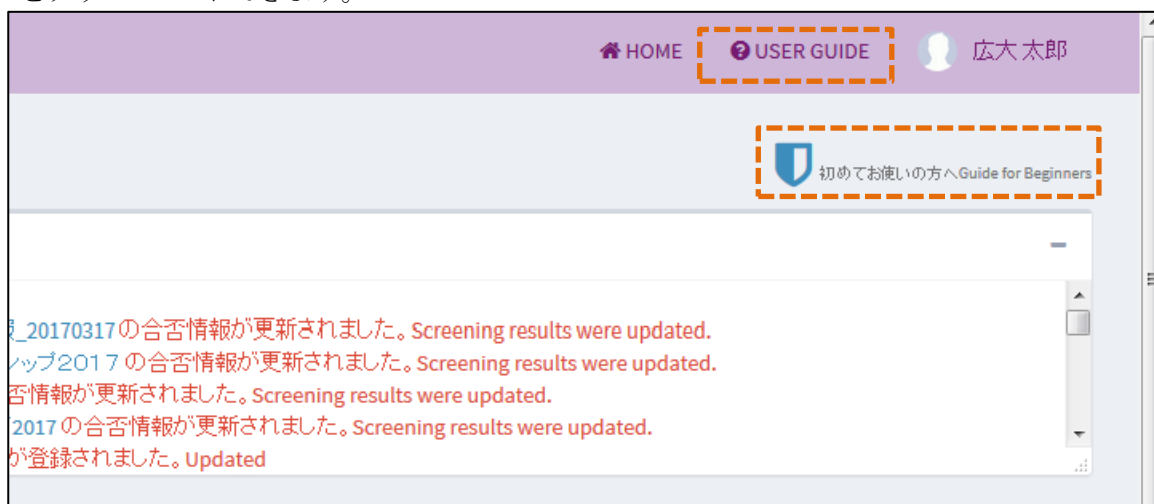 HOME USER GUIDE 広大 太郎
初めてお使いの方へGuide for Beginners
_20170317の合否情報が更新されました。Screening results were updated.
ップ2017の合否情報が更新されました。Screening results were updated.
否情報が更新されました。Screening results were updated.
2017の合否情報が更新されました。Screening results were updated.
が登録されました。Updated